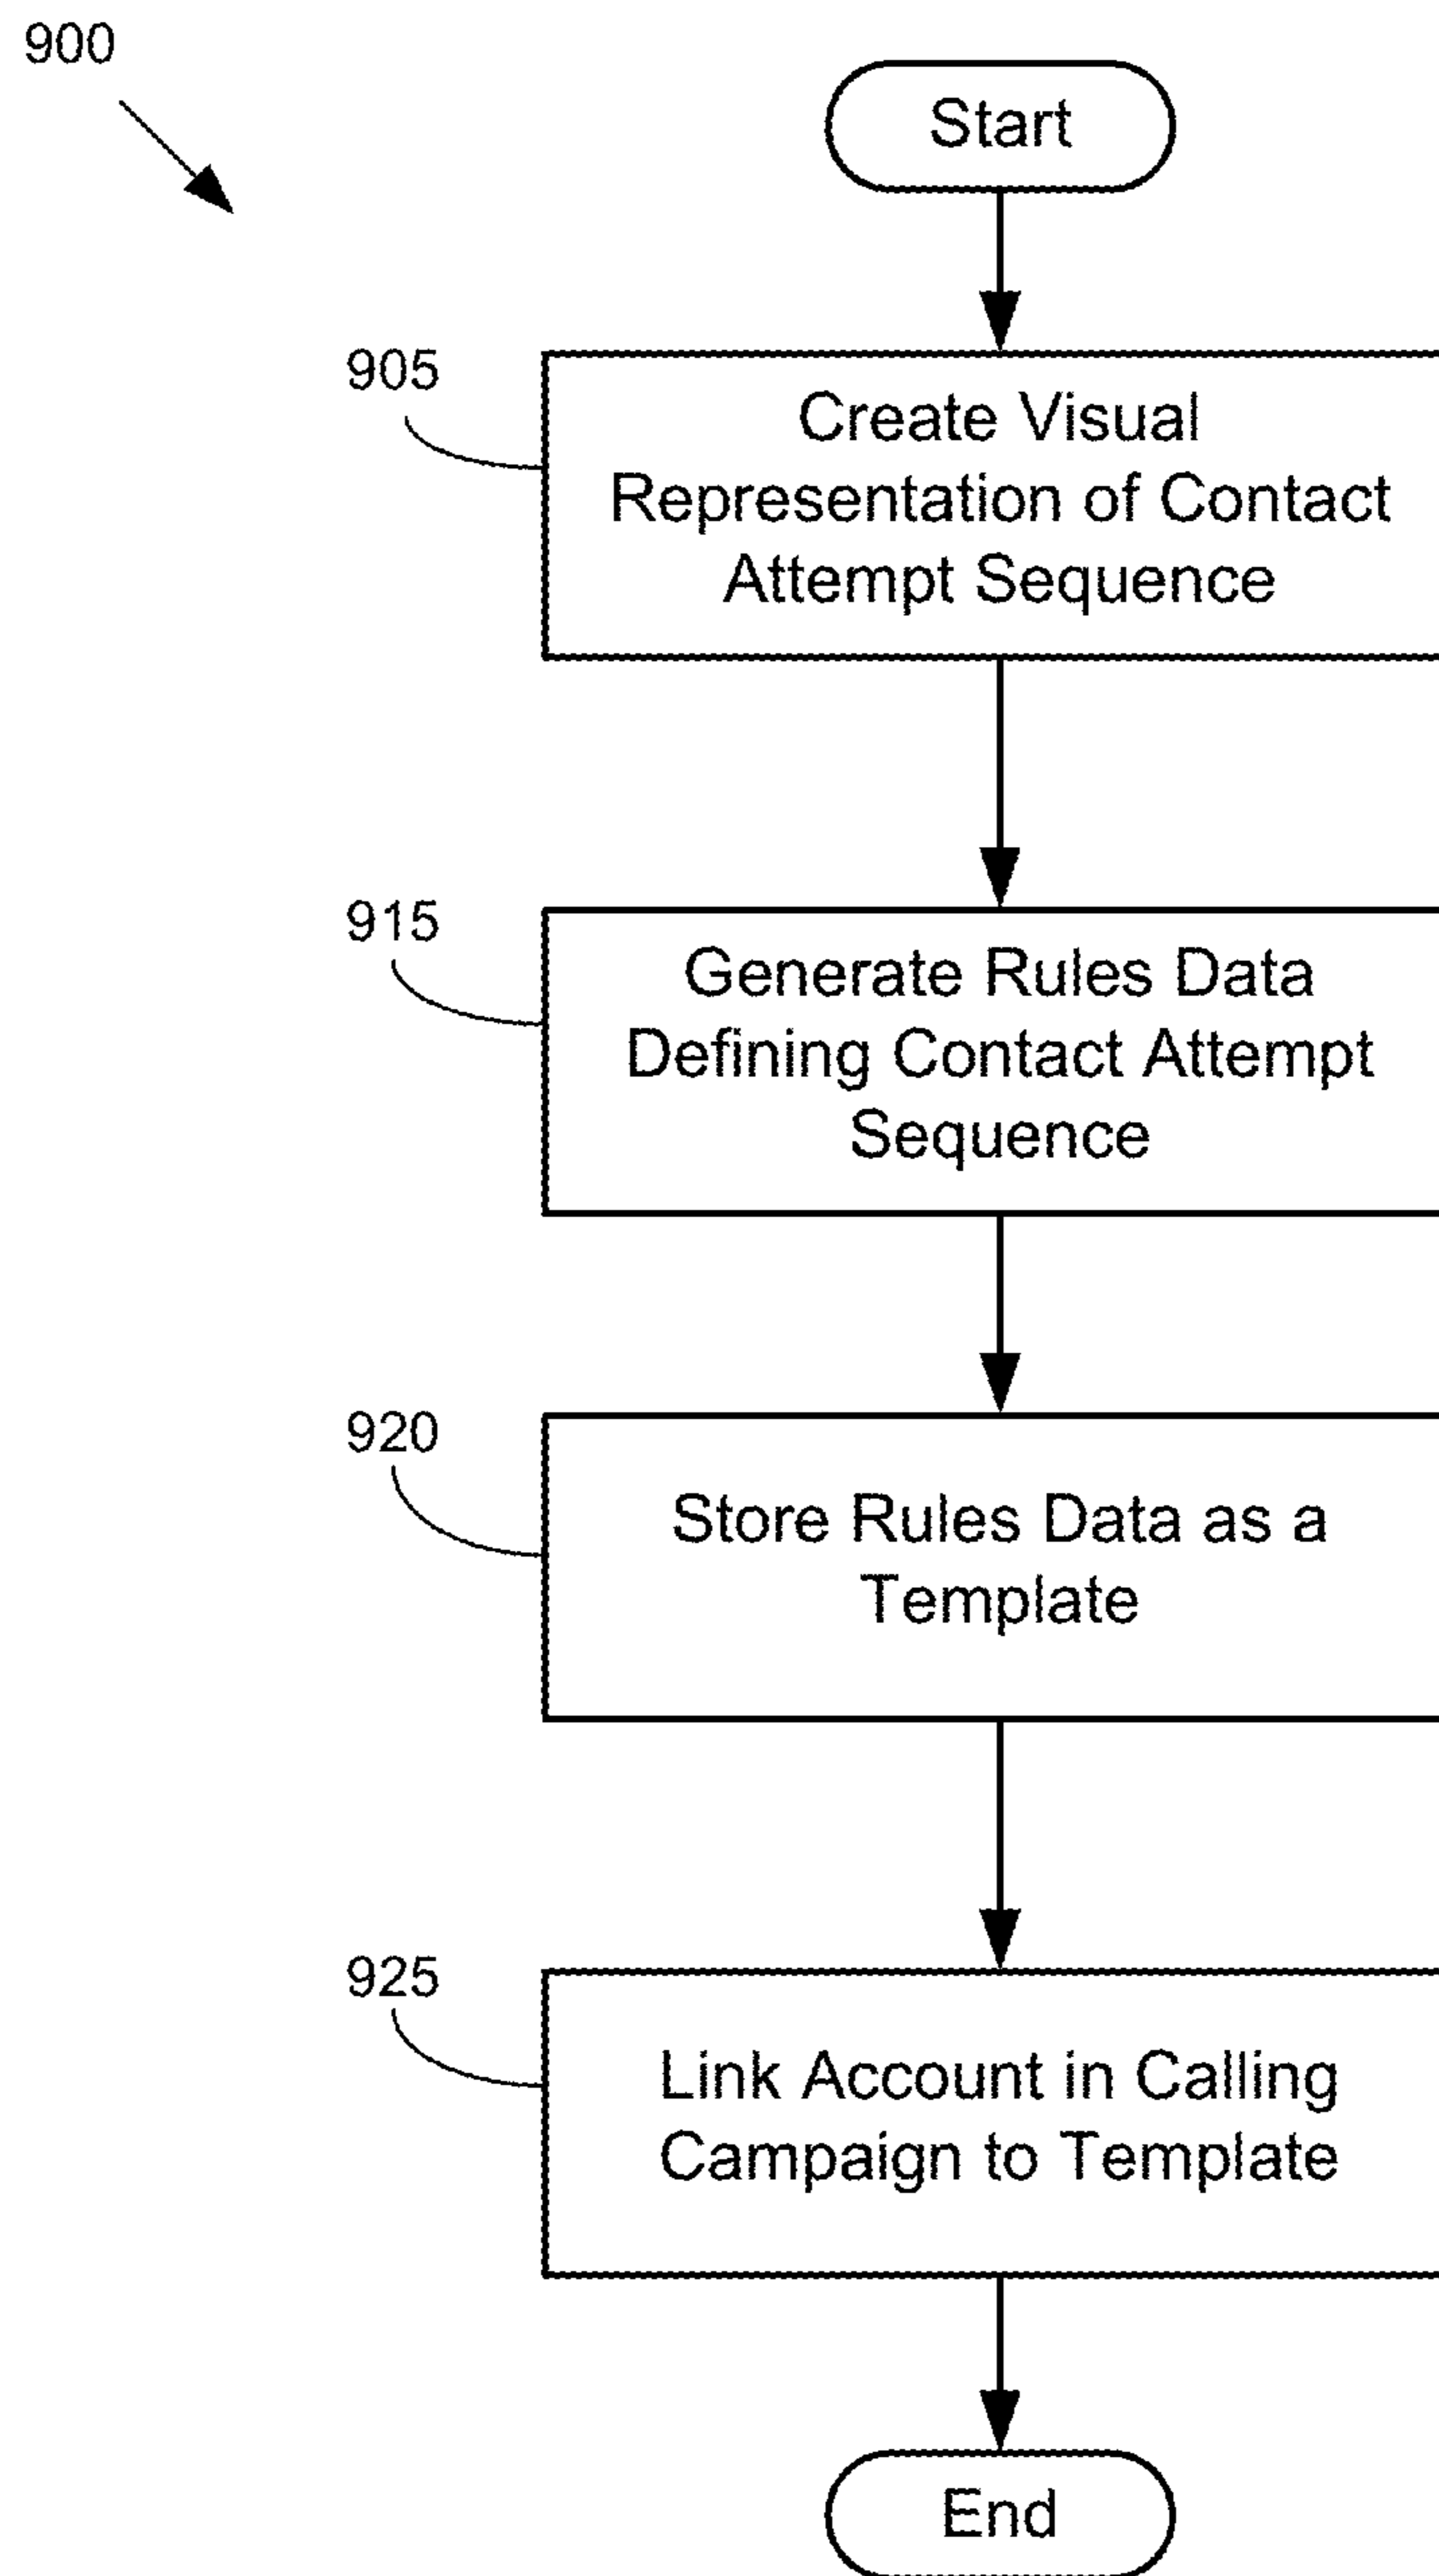 900
Start
905
Create Visual
Representation of Contact
Attempt Sequence
915
Generate Rules Data
Defining Contact Attempt
Sequence
920
Store Rules Data as a
Template
925
Link Account in Calling
Campaign to Template
End